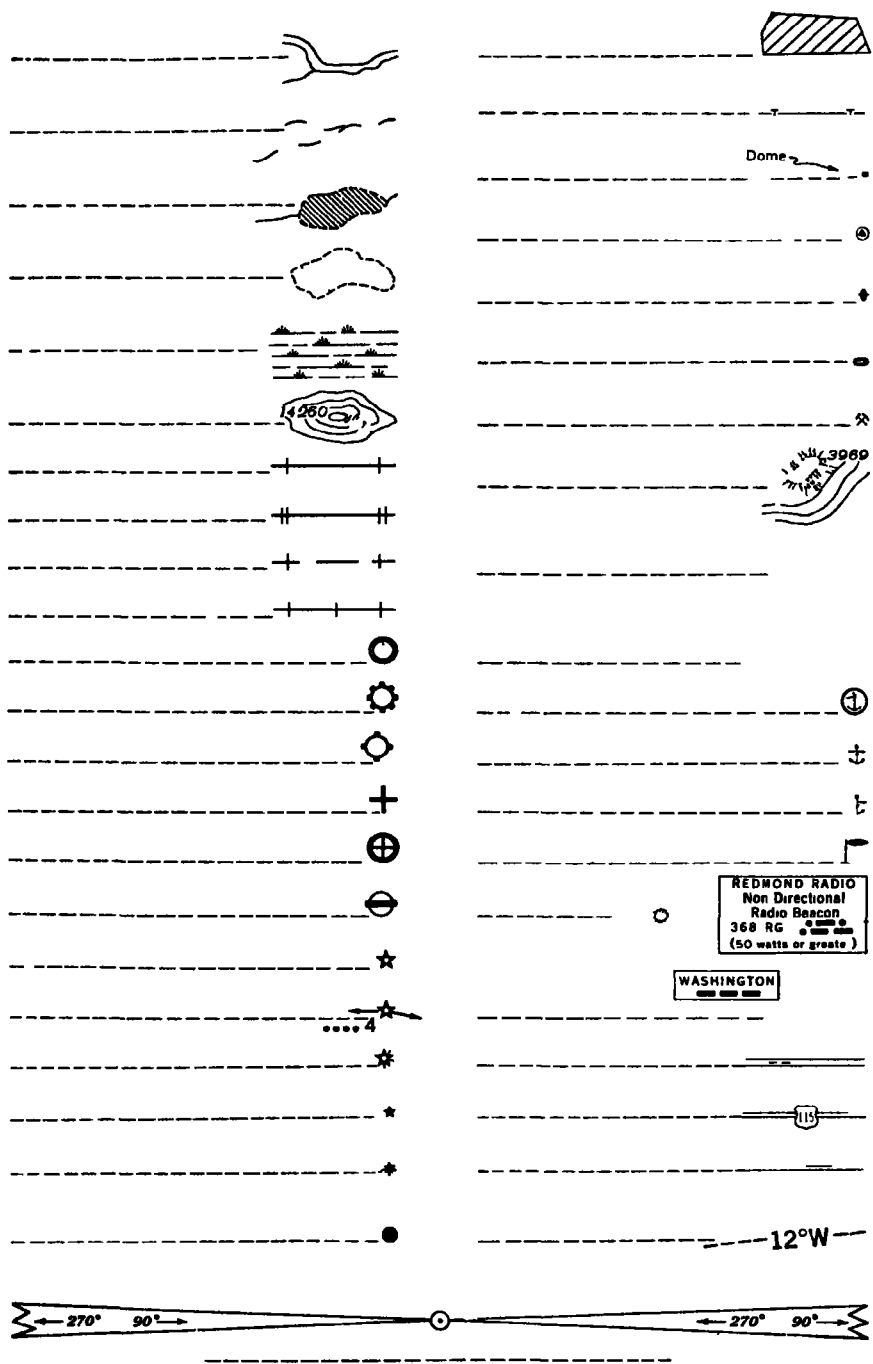 Dome
14260
3969
REDMOND RADIO
Non Directional
Radio Beacon
368 RG
(50 watts or greate )
WASHINGTON
4
115
12°W
270° 90°
270° 90°